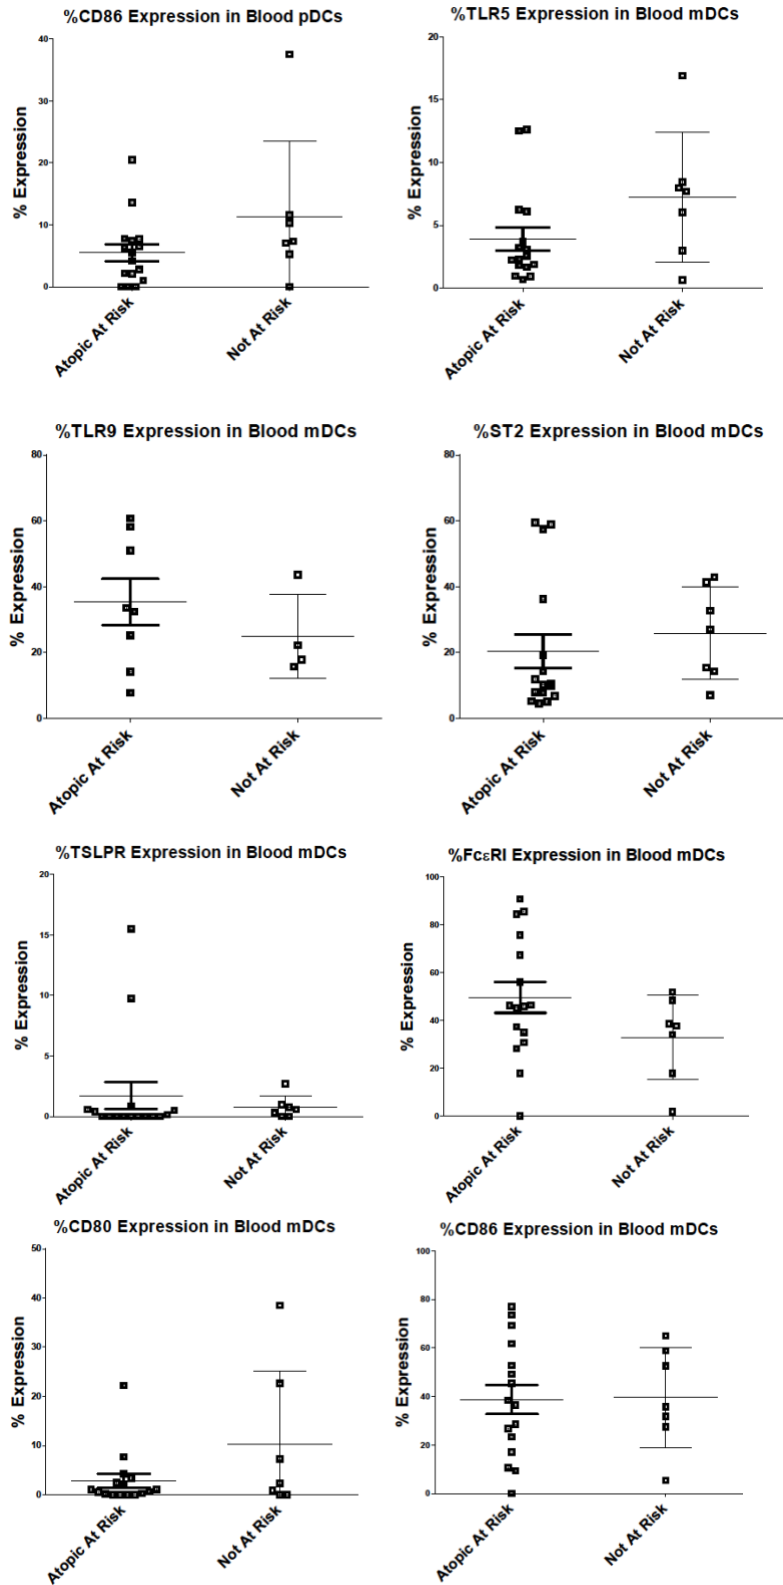 %CD86 Expression in Blood pDCs
% Expression
40
30
20
10
0
Atopic At Risk
Not At Risk
%TLR5 Expression in Blood mDCs
% Expression
20
15
10
5
0
Atopic At Risk
Not At Risk
%TLR9 Expression in Blood mDCs
% Expression
80
60
40
20
0
Atopic At Risk
Not At Risk
%ST2 Expression in Blood mDCs
% Expression
80
60
40
20
0
Atopic At Risk
Not At Risk
%TSLPR Expression in Blood mDCs
% Expression
20
15
10
5
0
Atopic At Risk
Not At Risk
%FcεRI Expression in Blood mDCs
% Expression
100
80
60
40
20
0
Atopic At Risk
Not At Risk
%CD80 Expression in Blood mDCs
% Expression
50
40
30
20
10
0
Atopic At Risk
Not At Risk
%CD86 Expression in Blood mDCs
% Expression
100
80
60
40
20
0
Atopic At Risk
Not At Risk